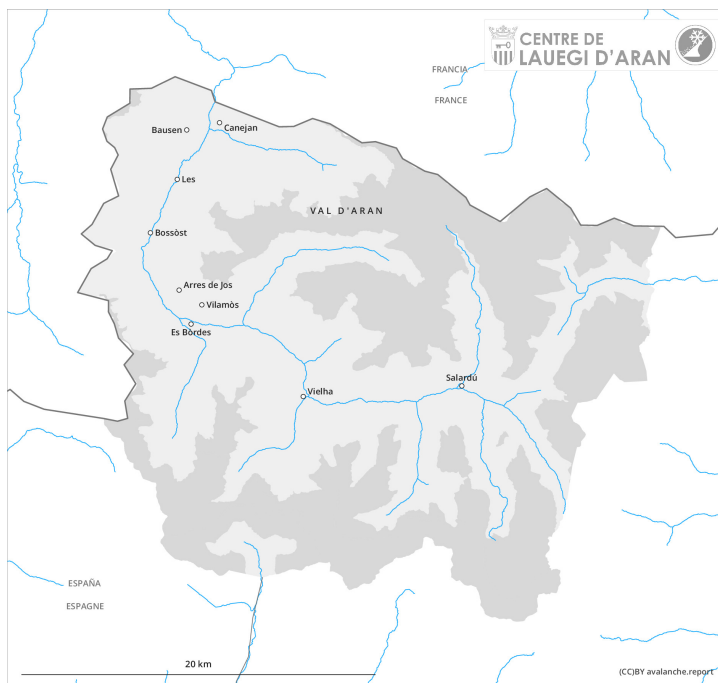 CENTRE DE
LAUEGI D'ARAN
FRANCIA
FRANCE
Bausen
Canejan
Les
VAL D'ARAN
Bossòst
Arres de Jos
Vilamòs
Es Bòrdes
Salardú
Vielha
ESPAÑA
ESPAGNE
20 km
(CC)BY avalanche.report